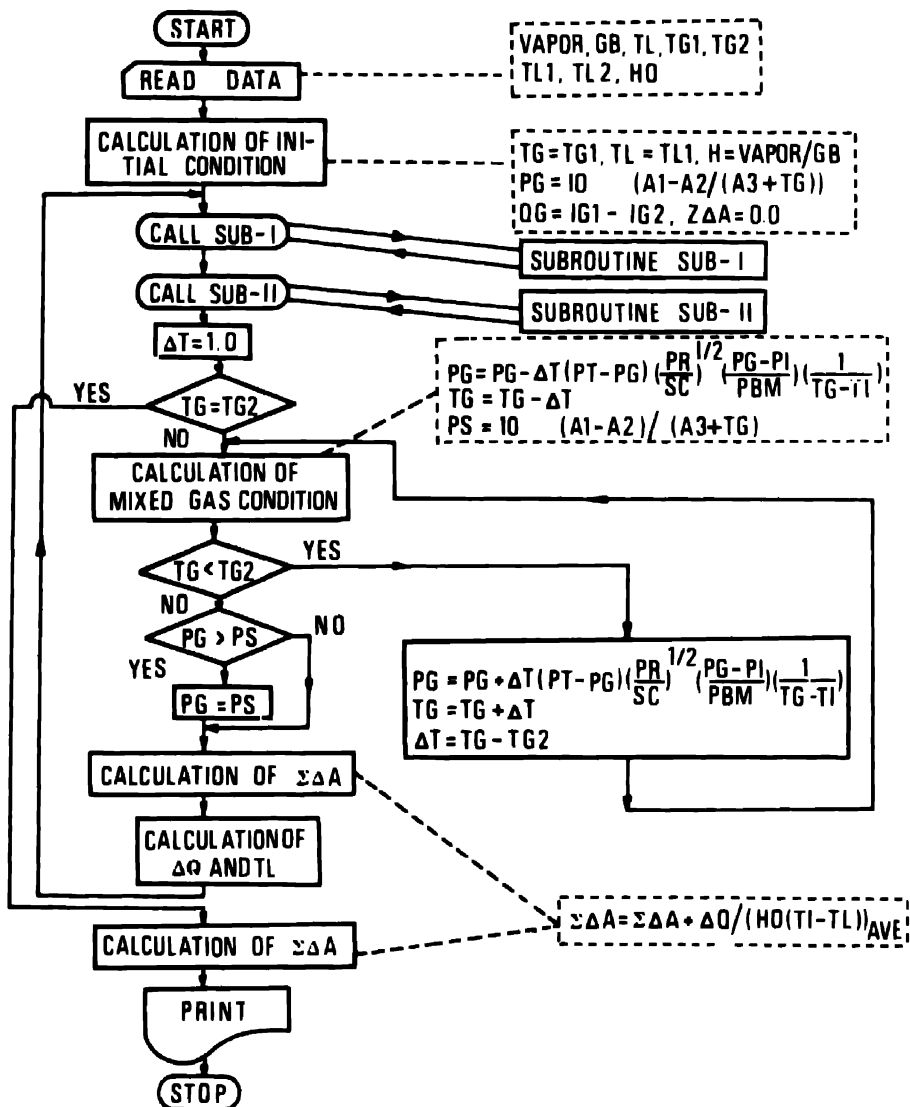 START
READ DATA
VAPOR, GB, TL, TG1, TG2
TL1, TL2, HO
CALCULATION OF INI-
TIAL CONDITION
TG=TG1, TL=TL1, H=VAPOR/GB
PG=10 (A1-A2/(A3+TG))
QG=IG1-IG2, ZΔA=0.0
CALL SUB-I
SUBROUTINE SUB-I
CALL SUB-II
SUBROUTINE SUB-II
ΔT=1.0
PG=PG-ΔT(PT-PG)(PR/SC)^1/2(PG-PI/PBM)(1/TG-TI)
TG=TG-ΔT
PS=10 (A1-A2)/(A3+TG)
YES
TG=TG2
NO
CALCULATION OF
MIXED GAS CONDITION
TG<TG2
YES
NO
PG>PS
NO
YES
PG=PS
PG=PG+ΔT(PT-PG)(PR/SC)^1/2(PG-PI/PBM)(1/TG-TI)
TG=TG+ΔT
ΔT=TG-TG2
CALCULATION OF ΣΔA
CALCULATION OF
ΔQ AND TL
ΣΔA=ΣΔA+ΔQ/(HO(TI-TL))AVE
CALCULATION OF ΣΔA
PRINT
STOP